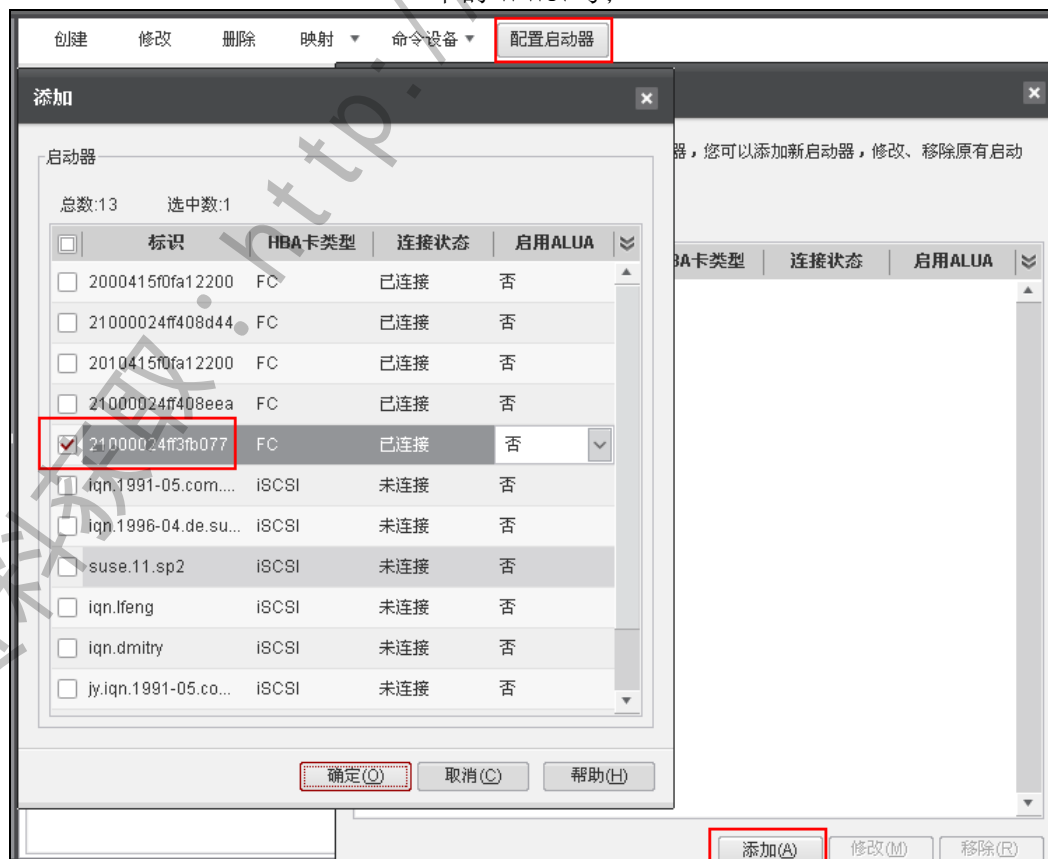 创建 修改 删除 映射 命令设备 配置启动器
添加
启动器
总数:13 选中数:1
标识 HBA卡类型 连接状态 启用ALUA
2000415f0fa12200 FC 已连接 否
21000024ff408d44 FC 已连接 否
2010415f0fa12200 FC 已连接 否
21000024ff408eea FC 已连接 否
21000024ff3fb077 FC 已连接 否
iqn.1991-05.com.... iSCSI 未连接 否
iqn.1996-04.de.su... iSCSI 未连接 否
suse.11.sp2 iSCSI 未连接 否
iqn.lfeng iSCSI 未连接 否
iqn.dmitry iSCSI 未连接 否
jy.iqn.1991-05.co... iSCSI 未连接 否
确定(O) 取消(C) 帮助(H)
器，您可以添加新启动器，修改、移除原有启动
BA卡类型 连接状态 启用ALUA
添加(A) 修改(M) 移除(R)
获取:http:/